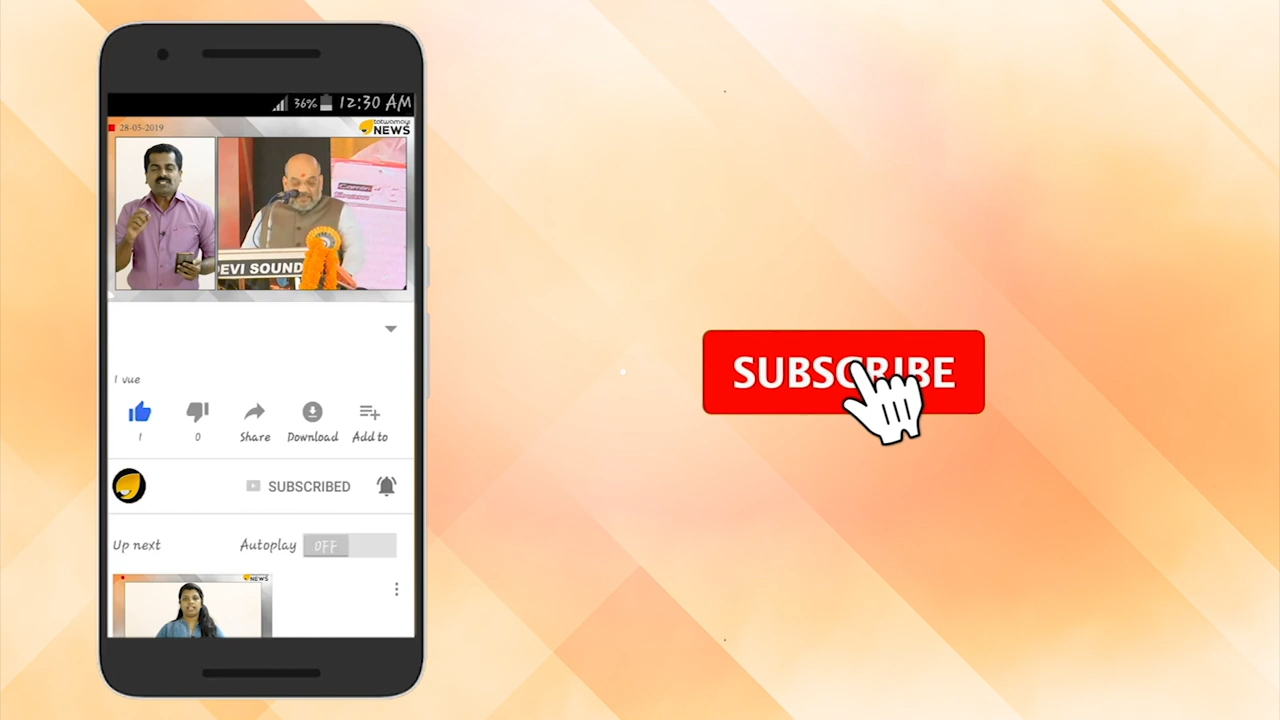 36% 12:30 AM
28-05-2019
tatwamayi
NEWS
DEVI SOUND
1 vue
1
0
Share
Download
Add to
SUBSCRIBED
Up next
Autoplay
OFF
NEWS
SUBSCRIBE